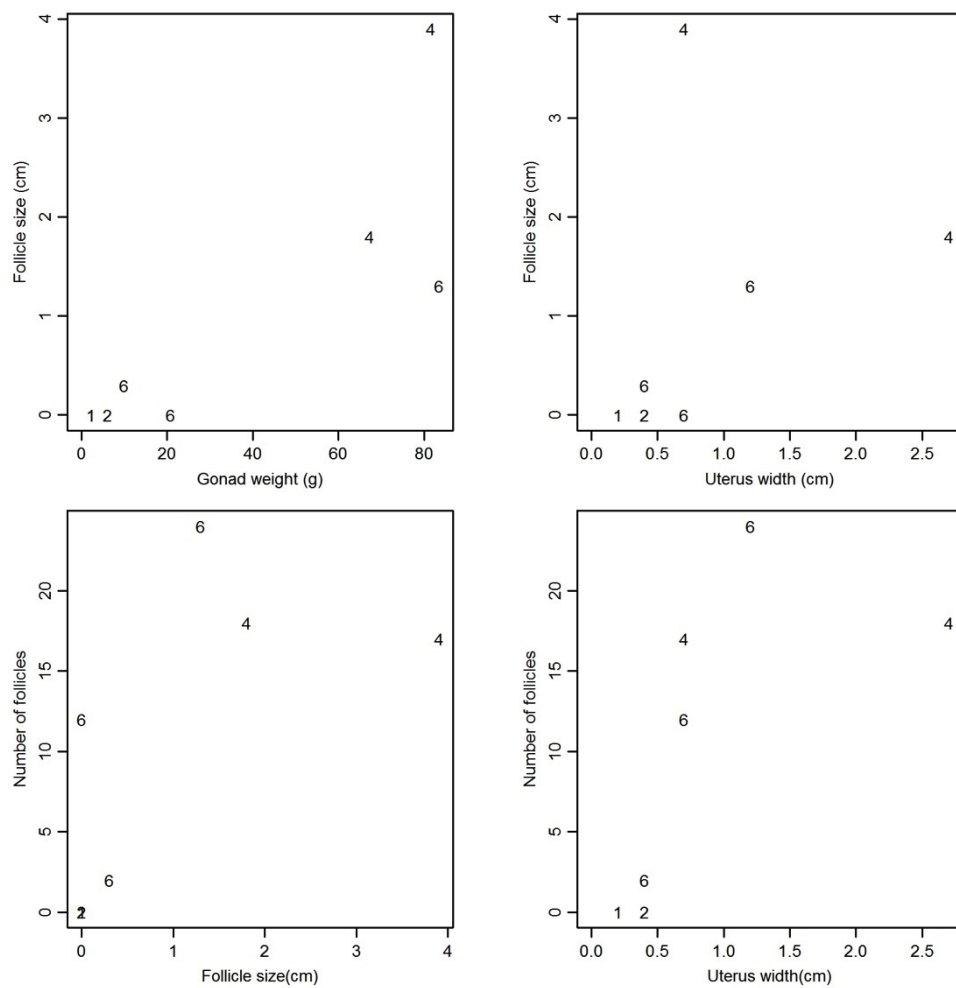 4
4
3
2
1
0
Follicle size (cm)
4
4
6
6
1 2 6
0 20 40 60 80
Gonad weight (g)
4
3
2
1
0
Follicle size (cm)
4
4
6
6
1 2 6
0.0 0.5 1.0 1.5 2.0 2.5
Uterus width (cm)
20
15
10
5
0
Number of follicles
6
4
4
6
6
0 1 2 3 4
Follicle size(cm)
20
15
10
5
0
Number of follicles
6
4
4
6
6
1 2
0.0 0.5 1.0 1.5 2.0 2.5
Uterus width(cm)